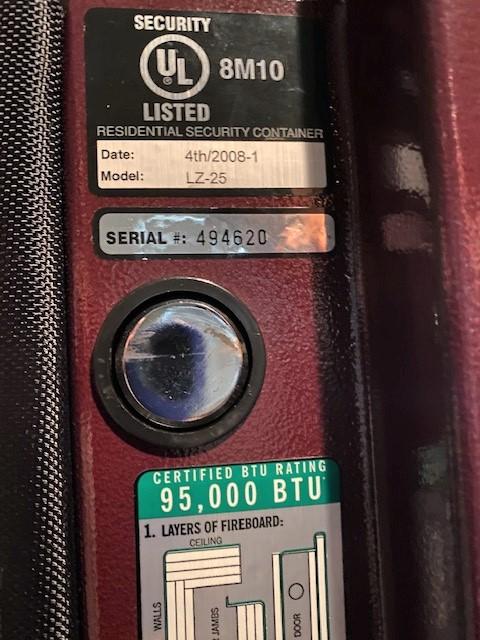 SECURITY
UL ® 8M10
LISTED
RESIDENTIAL SECURITY CONTAINER
Date: 4th/2008-1
Model: LZ-25
SERIAL #: 494620
CERTIFIED BTU RATING
95,000 BTU*
1. LAYERS OF FIREBOARD:
CEILING
WALLS
JAMBS
DOOR